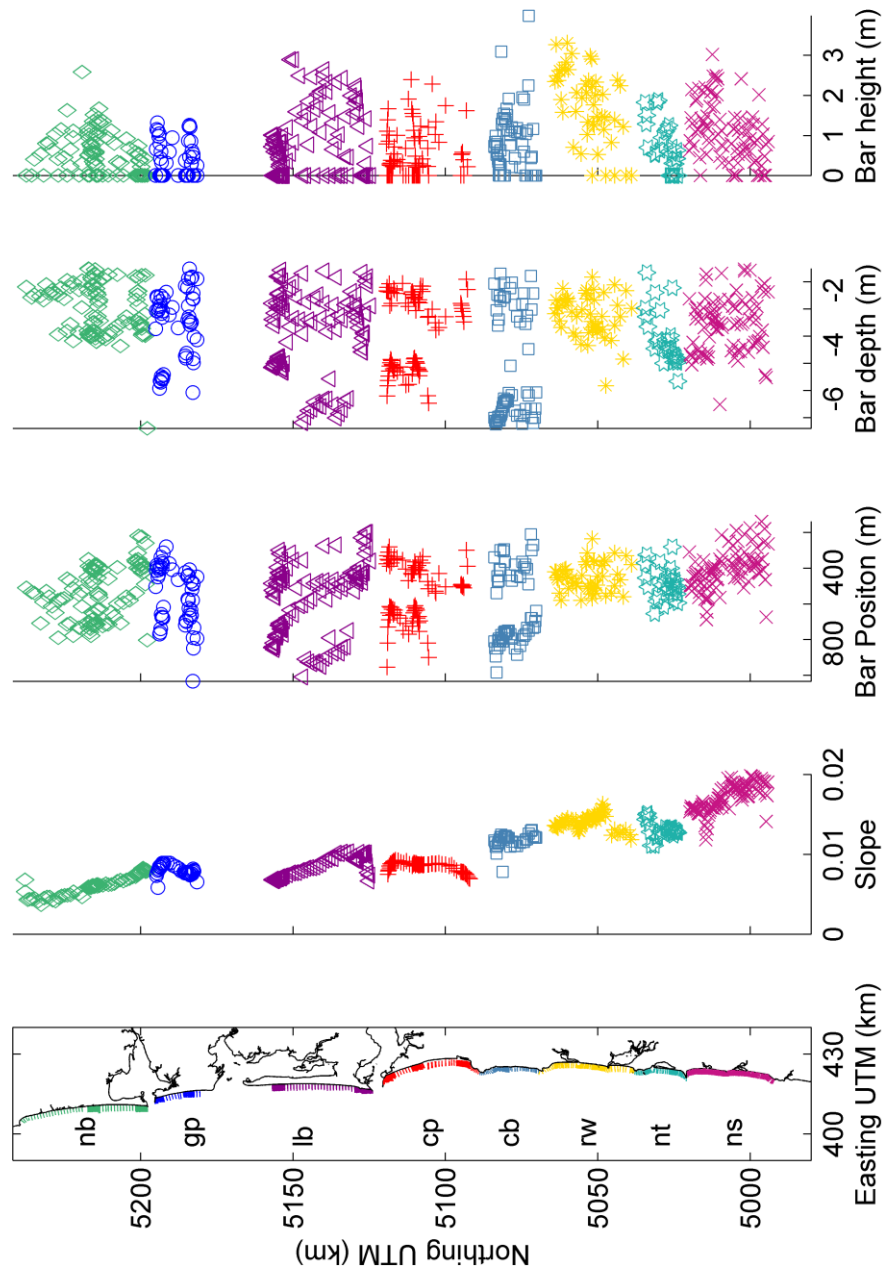 3
2
1
0
Bar height (m)
-2
-4
-6
Bar depth (m)
400
800
Bar Positon (m)
0.02
0.01
0
Slope
430
400
Easting UTM (km)
nb
gp
lb
cp
cb
rw
nt
ns
5200
5150
5100
5050
5000
Northing UTM (km)